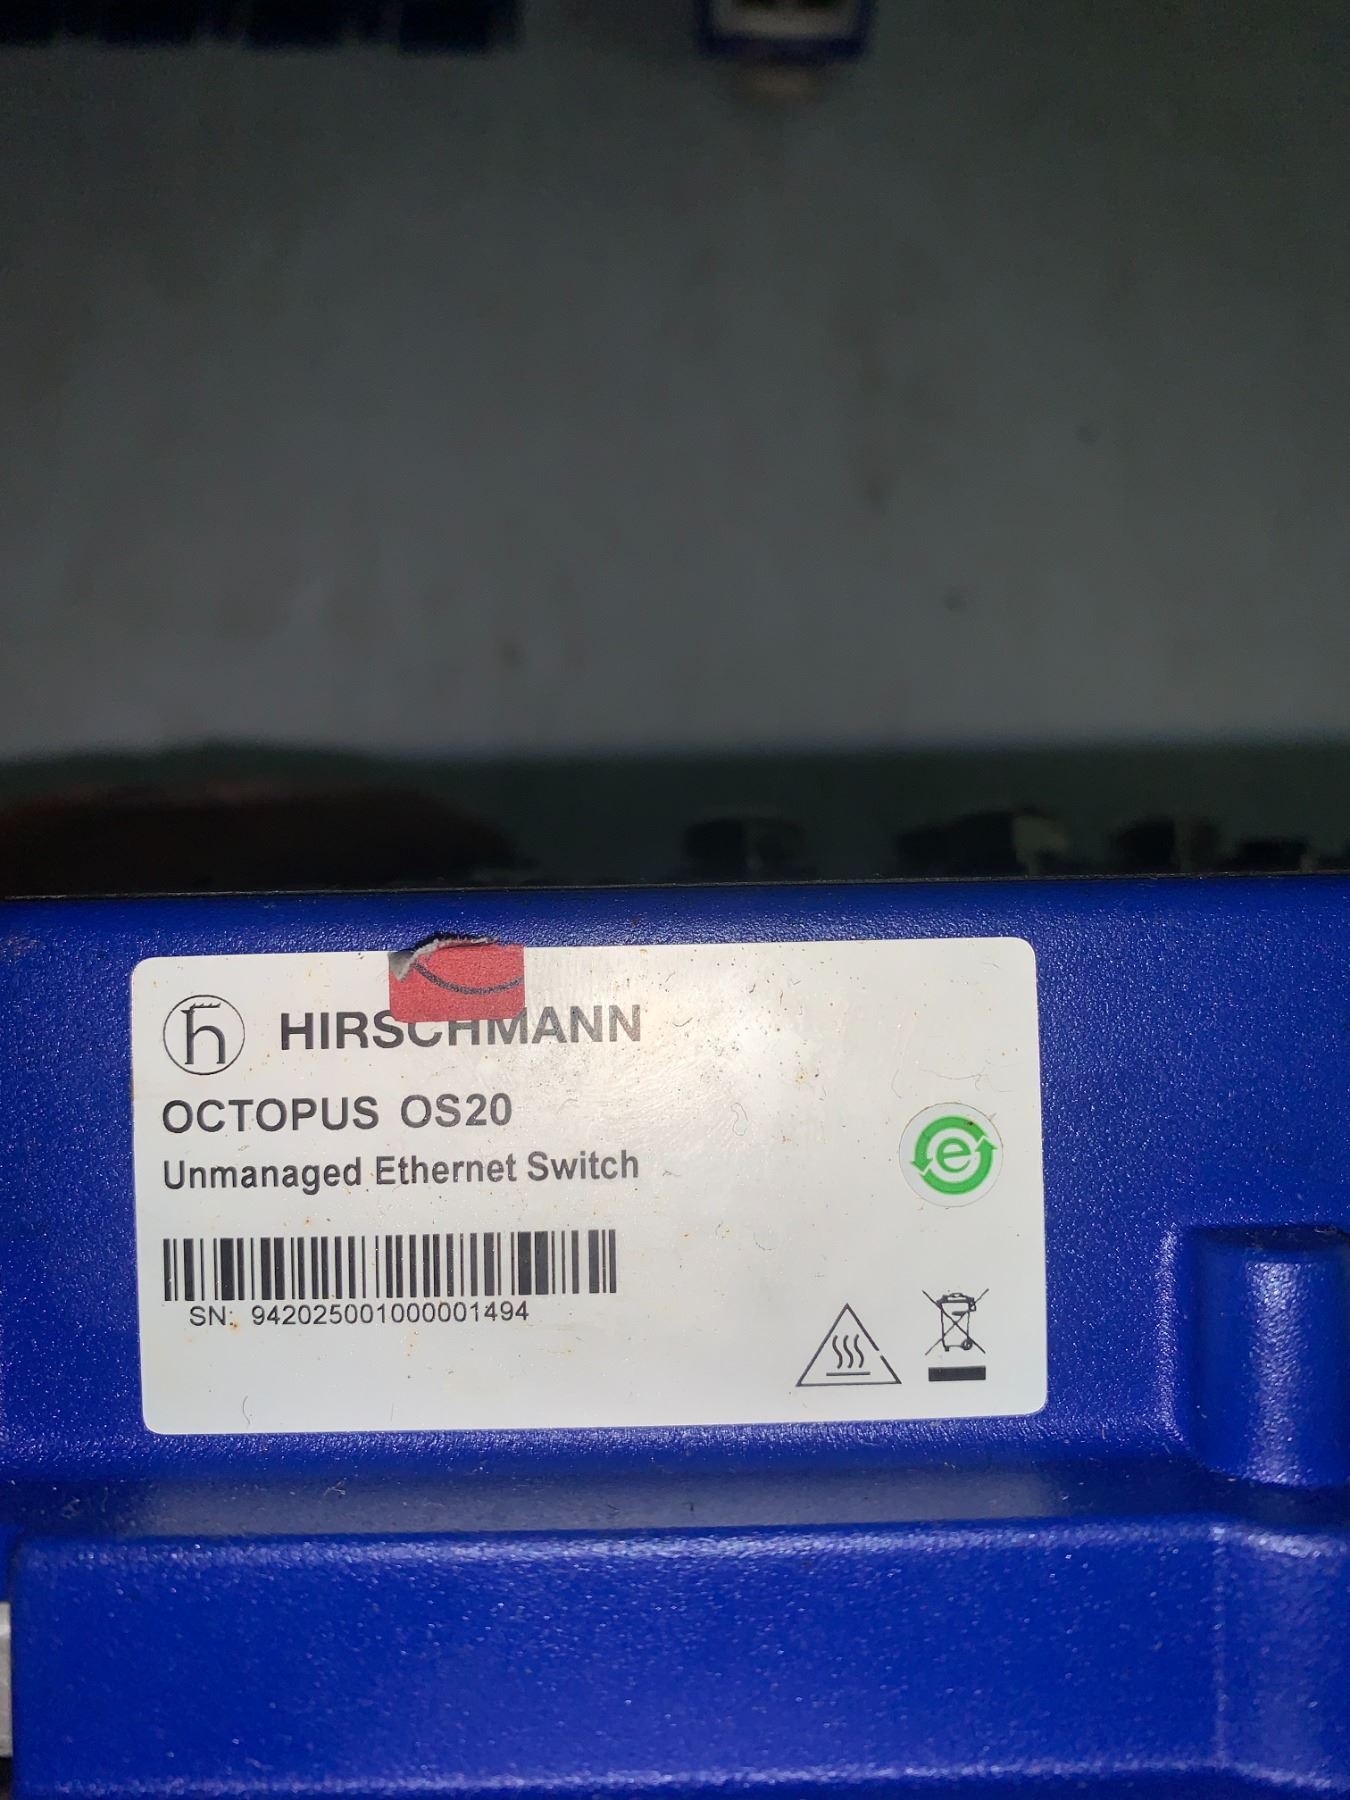 HIRSCHMANN
OCTOPUS OS20
Unmanaged Ethernet Switch
SN: 942025001000001494